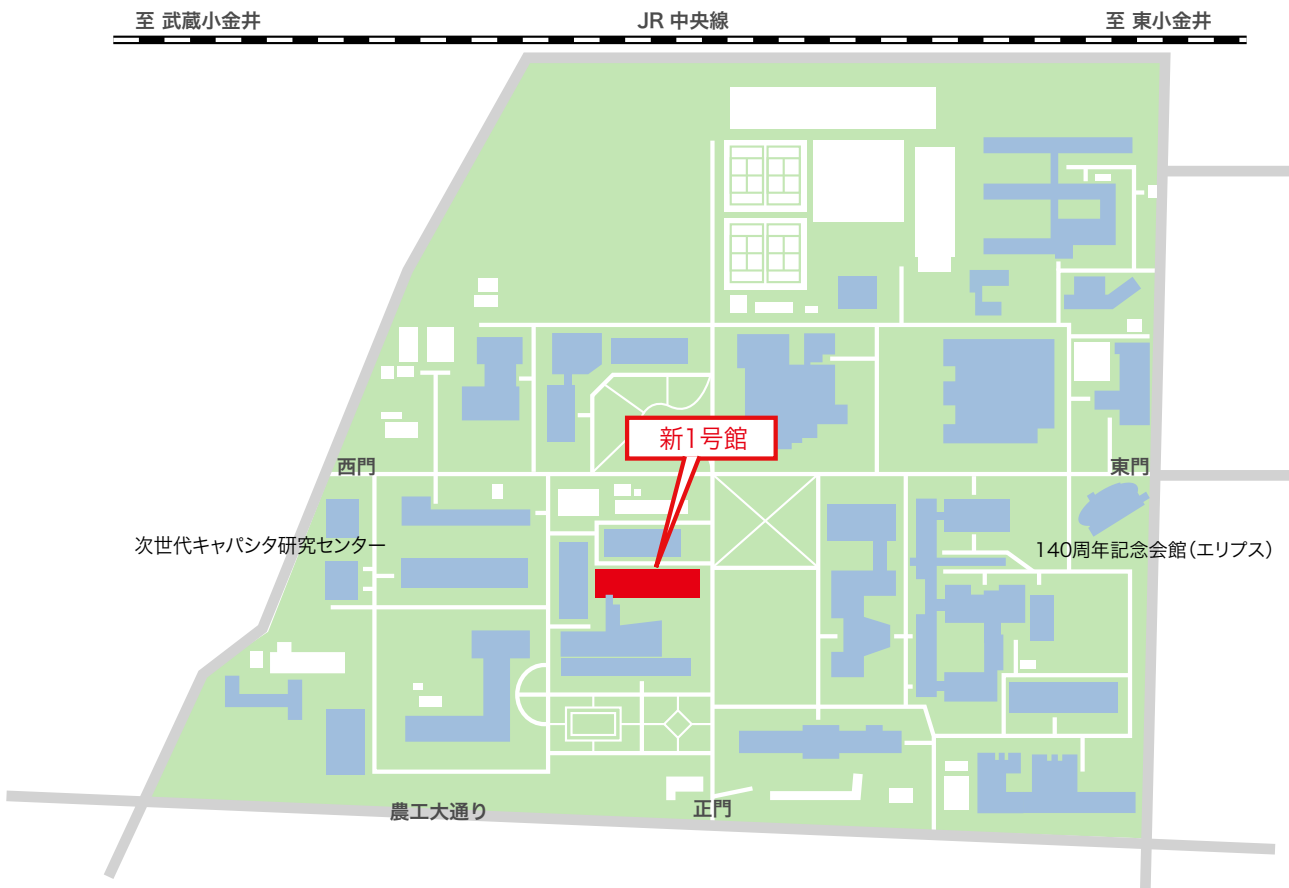 至 武蔵小金井
JR 中央線
至 東小金井
新1号館
西門
東門
次世代キャパシタ研究センター
140周年記念会館(エリプス)
農工大通り
正門